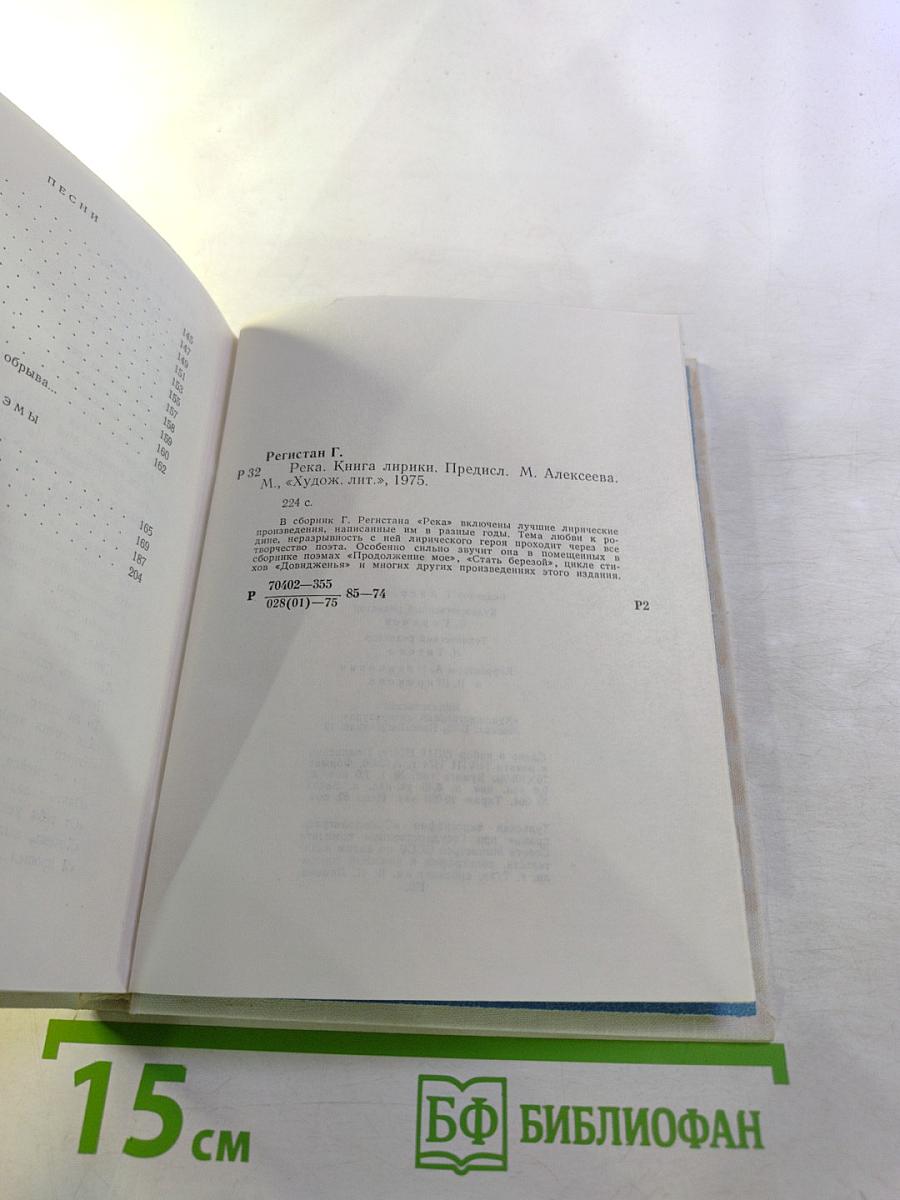 ПЕСНИ
145
147
149
151
153
155
157
158
159
160
162
обрыва...
ЭМЫ
165
169
187
204
Регистан Г.
Р 32 Река. Книга лирики. Предисл. М. Алексеева.
М., «Худож. лит.», 1975.
224 с.
В сборник Г. Регистана «Река» включены лучшие лирические
произведения, написанные им в разные годы. Тема любви к ро-
дине, неразрывность с ней лирического героя проходит через все
творчество поэта. Особенно сильно звучит она в помещенных в
сборнике поэмах «Продолжение мое», «Стать березой», цикле сти-
хов «Довидженья» и многих других произведениях этого издания.
Р 70402—355
028(01)—75 85—74
Р2
15 см
БФ БИБЛИОФАН